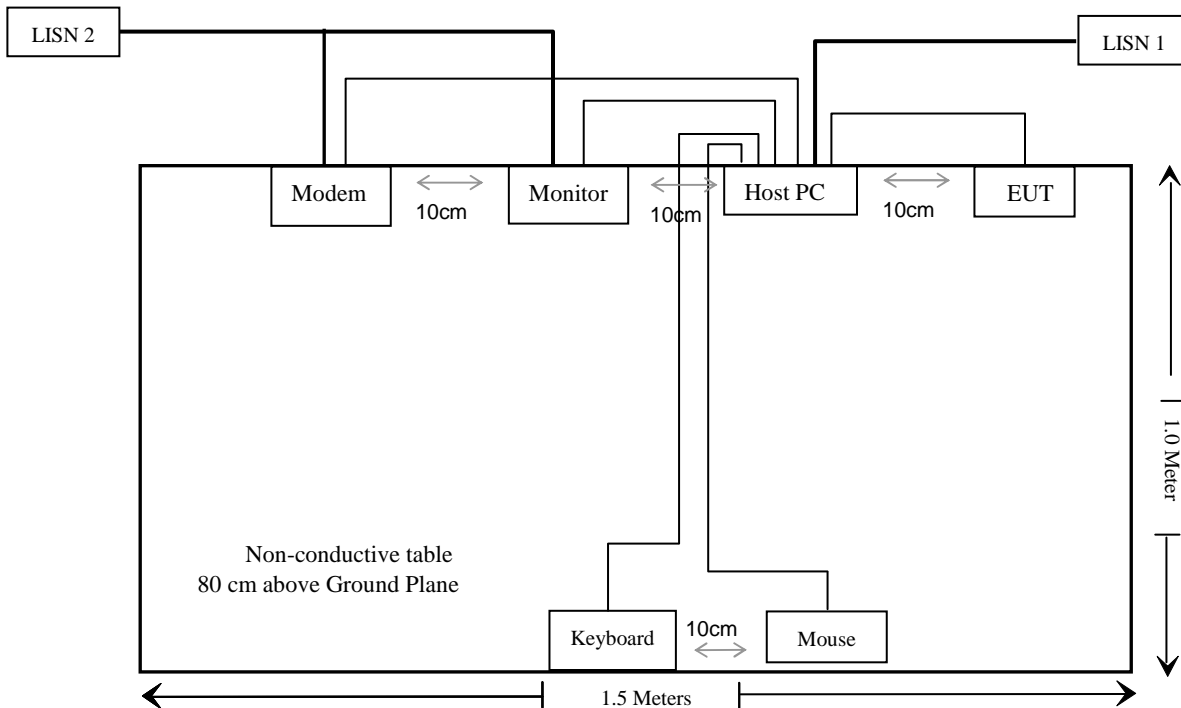 LISN 2
LISN 1
Modem
Monitor
Host PC
EUT
10cm
10cm
10cm
1.0 Meter
Non-conductive table
80 cm above Ground Plane
Keyboard
10cm
Mouse
1.5 Meters